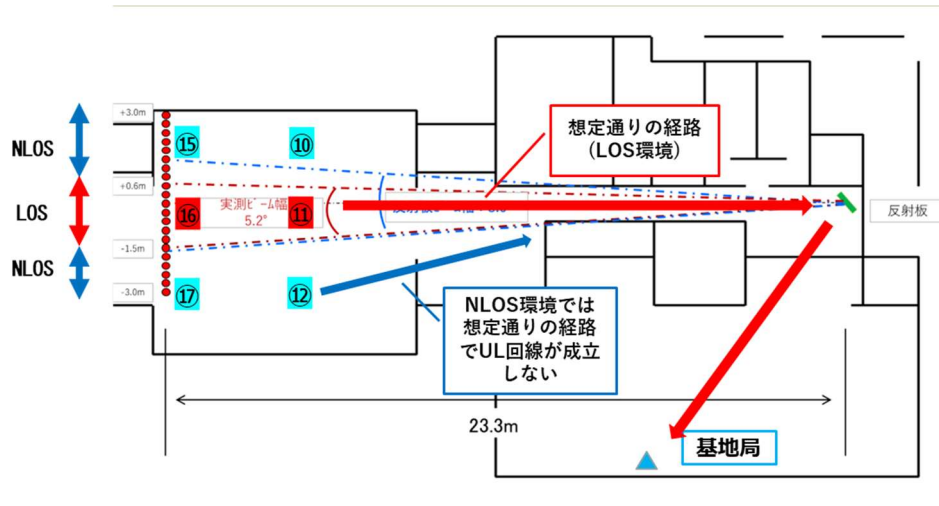 +3.0m
NLOS
⑮
⑩
想定通りの経路
(LOS環境)
+0.6m
LOS
⑯
実測ﾋﾞｰﾑ幅
5.2°
⑪
反射板
-1.5m
NLOS
-3.0m
⑰
⑫
NLOS環境では
想定通りの経路
でUL回線が成立
しない
23.3m
基地局